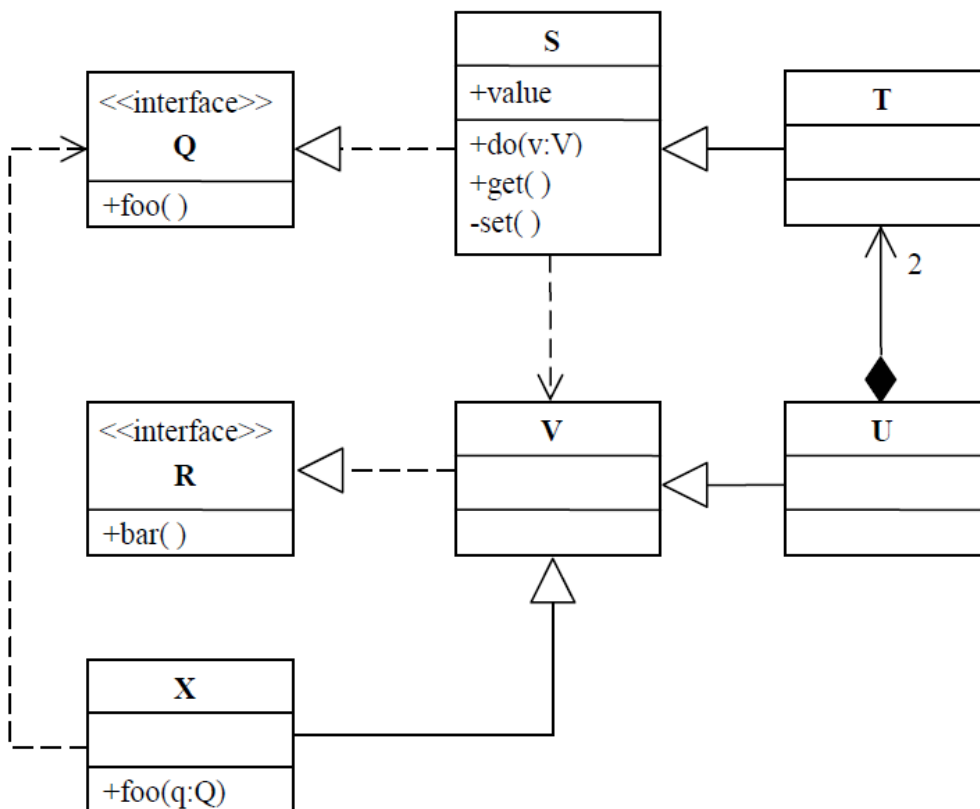 <<interface>>
Q
+foo( )
S
+value
+do(v:V)
+get( )
-set( )
T
2
<<interface>>
R
+bar( )
V
U
X
+foo(q:Q)